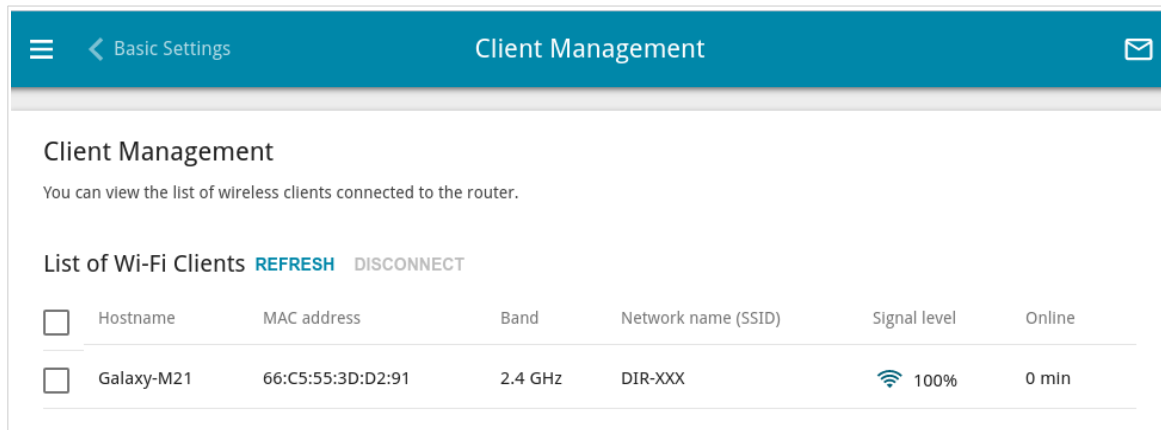 Basic Settings Client Management
Client Management
You can view the list of wireless clients connected to the router.
List of Wi-Fi Clients REFRESH DISCONNECT
Hostname MAC address Band Network name (SSID) Signal level Online
Galaxy-M21 66:C5:55:3D:D2:91 2.4 GHz DIR-XXX 100% 0 min